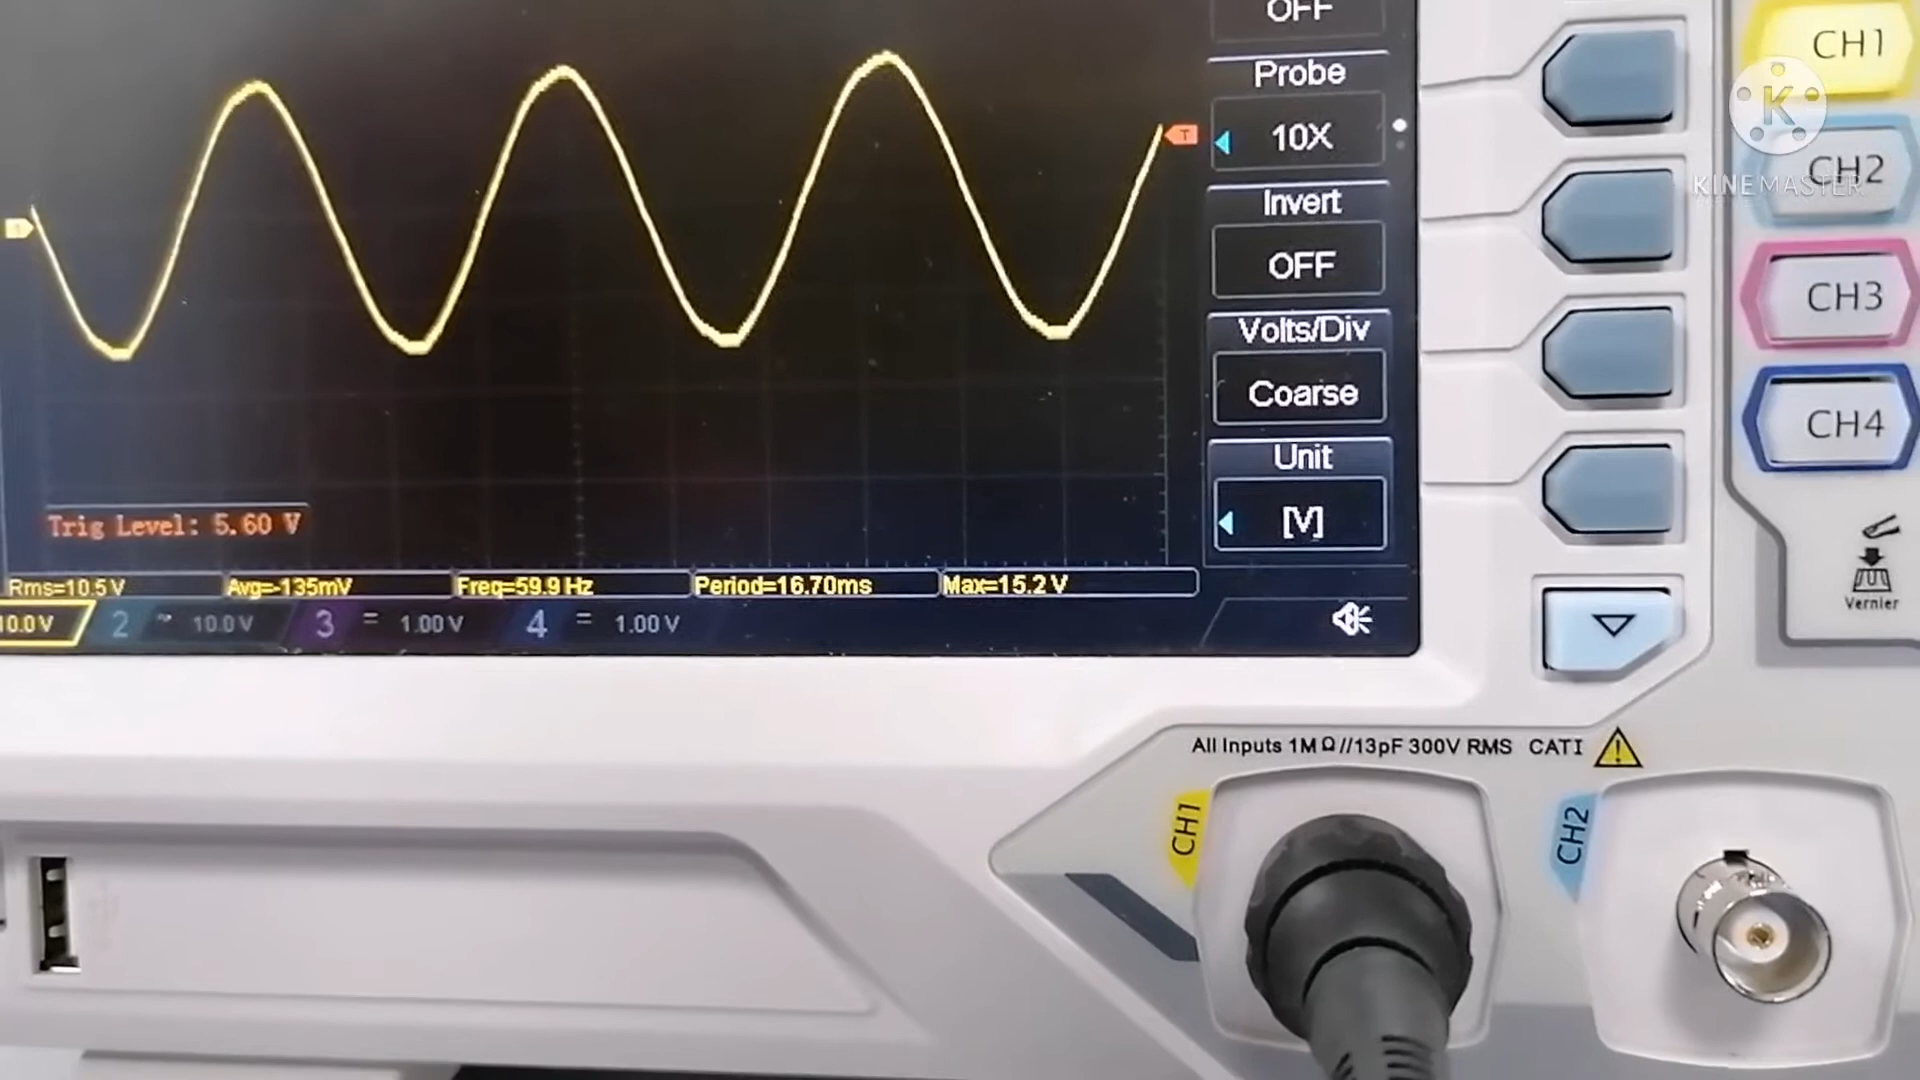 OFF
Probe
10X
Invert
OFF
Volts/Div
Coarse
Unit
[V]
T
Trig Level: 5.60 V
Rms=10.5 V
Avg=-135mV
Freq=59.9 Hz
Period=16.70ms
Max=15.2 V
10.0 V
2 ~ 10.0 V
3 = 1.00 V
4 = 1.00 V
CH1
K
CH2
KINEMASTER
CH3
CH4
Vernier
All Inputs 1MΩ//13pF 300V RMS CAT I
!
CH1
CH2